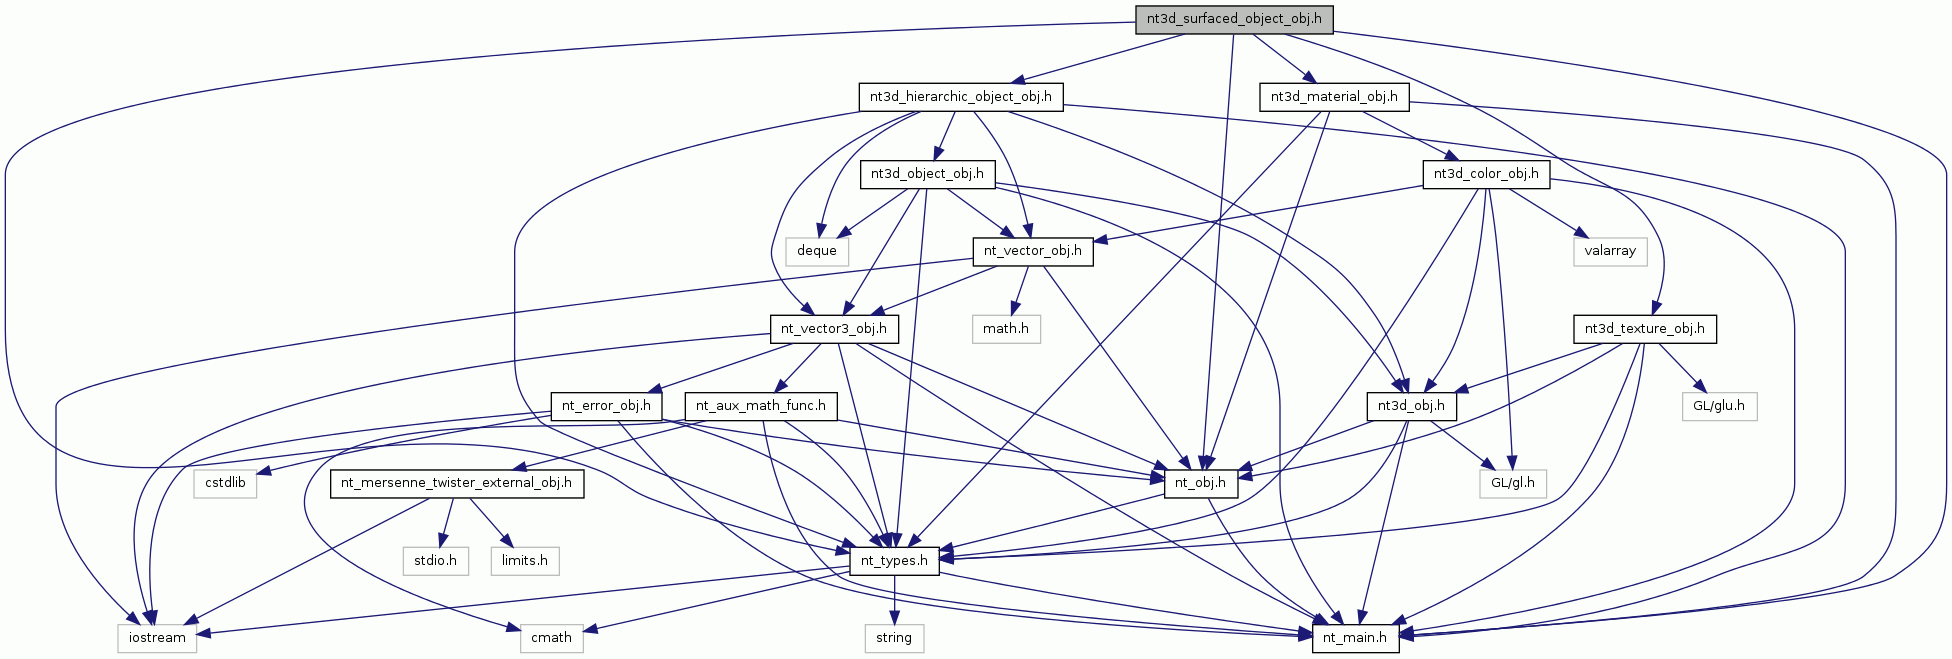 nt3d_surfaced_object_obj.h
nt3d_hierarchic_object_obj.h
nt3d_material_obj.h
nt3d_object_obj.h
nt3d_color_obj.h
deque
nt_vector_obj.h
valarray
nt_vector3_obj.h
math.h
nt3d_texture_obj.h
nt_error_obj.h
nt_aux_math_func.h
nt3d_obj.h
GL/glu.h
cstdlib
nt_mersenne_twister_external_obj.h
nt_obj.h
GL/gl.h
stdio.h
limits.h
nt_types.h
iostream
cmath
string
nt_main.h